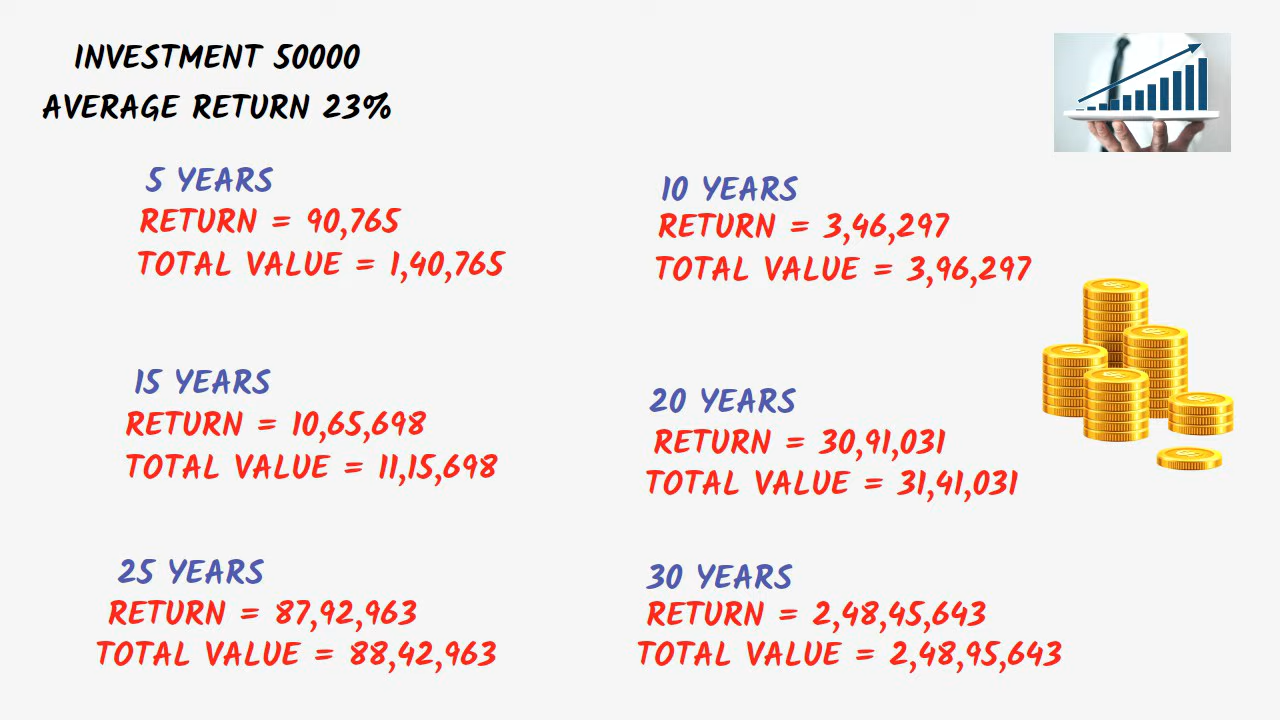 INVESTMENT 50000
AVERAGE RETURN 23%
5 YEARS
RETURN = 90,765
TOTAL VALUE = 1,40,765
10 YEARS
RETURN = 3,46,297
TOTAL VALUE = 3,96,297
15 YEARS
RETURN = 10,65,698
TOTAL VALUE = 11,15,698
20 YEARS
RETURN = 30,91,031
TOTAL VALUE = 31,41,031
25 YEARS
RETURN = 87,92,963
TOTAL VALUE = 88,42,963
30 YEARS
RETURN = 2,48,45,643
TOTAL VALUE = 2,48,95,643